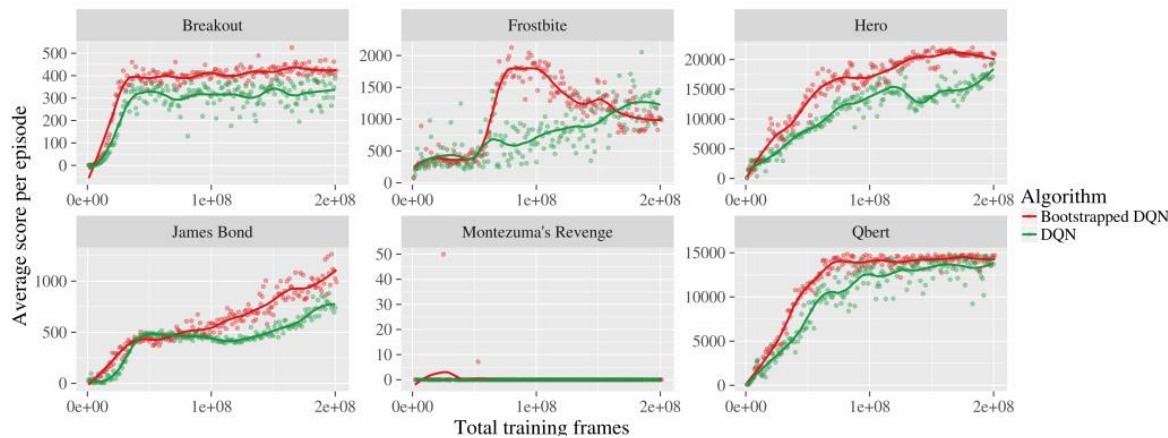 Breakout
Frostbite
Hero
500
400
300
200
100
0
2000
1500
1000
500
0
20000
15000
10000
5000
0
0e+00
1e+08
2e+08
0e+00
1e+08
2e+08
0e+00
1e+08
2e+08
Average score per episode
Algorithm
Bootstrapped DQN
DQN
James Bond
Montezuma's Revenge
Qbert
1000
500
0
50
40
30
20
10
0
15000
10000
5000
0
0e+00
1e+08
2e+08
0e+00
1e+08
2e+08
0e+00
1e+08
2e+08
Total training frames